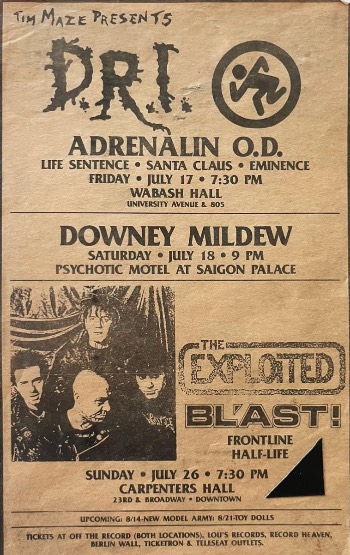 TIM MAZE PRESENTS
D.R.I.
ADRENALIN O.D.
LIFE SENTENCE • SANTA CLAUS • EMINENCE
FRIDAY • JULY 17 • 7:30 PM
WABASH HALL
UNIVERSITY AVENUE & 805
DOWNEY MILDEW
SATURDAY • JULY 18 • 9 PM
PSYCHOTIC MOTEL AT SAIGON PALACE
THE
EXPLOITED
BL'AST!
FRONTLINE
HALF-LIFE
SUNDAY • JULY 26 • 7:30 PM
CARPENTERS HALL
23RD & BROADWAY • DOWNTOWN
UPCOMING: 8/14-NEW MODEL ARMY: 8/21-TOY DOLLS
TICKETS AT OFF THE RECORD (BOTH LOCATIONS), LOU'S RECORDS, RECORD HEAVEN,
BERLIN WALL, TICKETRON & TELESEAT OUTLETS.